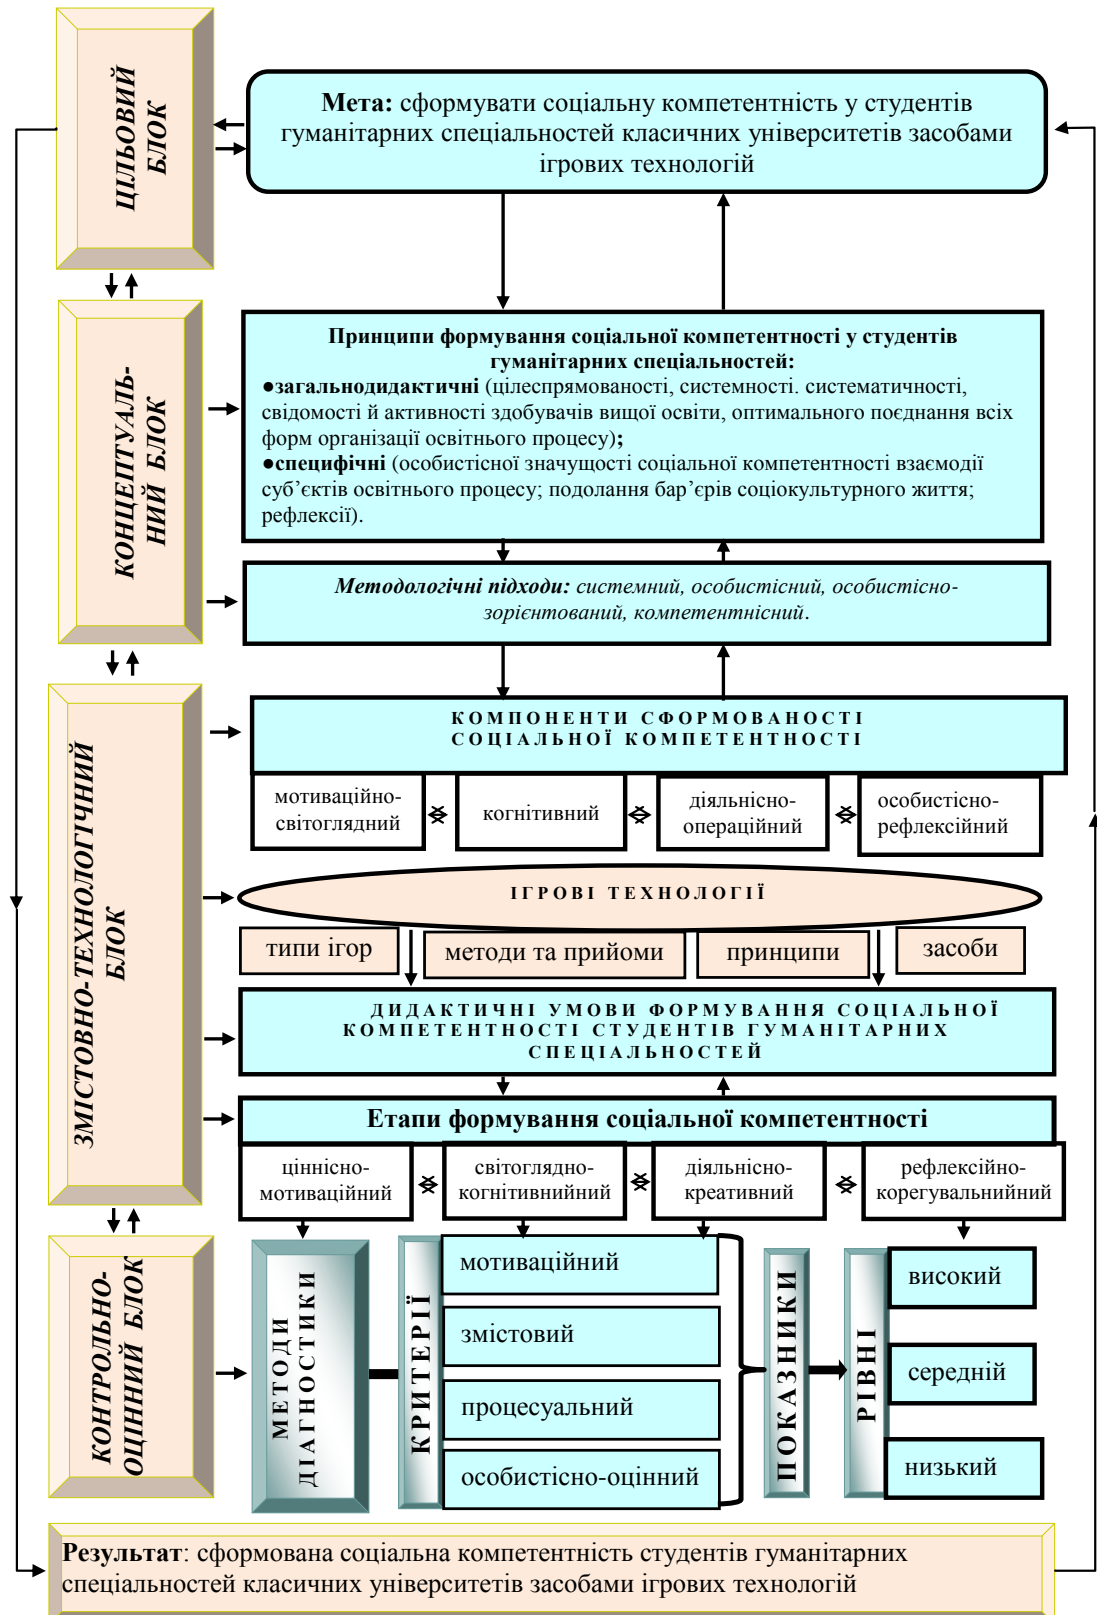 ЦІЛЬОВИЙ
БЛОК
Мета: сформувати соціальну компетентність у студентів
гуманітарних спеціальностей класичних університетів засобами
ігрових технологій
КОНЦЕПТУАЛЬ-
НИЙ БЛОК
Принципи формування соціальної компетентності у студентів
гуманітарних спеціальностей:
●загальнодидактичні (цілеспрямованості, системності. систематичності,
свідомості й активності здобувачів вищої освіти, оптимального поєднання всіх
форм організації освітнього процесу);
●специфічні (особистісної значущості соціальної компетентності взаємодії
суб’єктів освітнього процесу; подолання бар’єрів соціокультурного життя;
рефлексії).
Методологічні підходи: системний, особистісний, особистісно-
зорієнтований, компетентнісний.
ЗМІСТОВНО-ТЕХНОЛОГІЧНИЙ
БЛОК
КОМПОНЕНТИ СФОРМОВАНОСТІ
СОЦІАЛЬНОЇ КОМПЕТЕНТНОСТІ
мотиваційно-
світоглядний
когнітивний
діяльнісно-
операційний
особистісно-
рефлексійний
ІГРОВІ ТЕХНОЛОГІЇ
типи ігор
методи та прийоми
принципи
засоби
ДИДАКТИЧНІ УМОВИ ФОРМУВАННЯ СОЦІАЛЬНОЇ
КОМПЕТЕНТНОСТІ СТУДЕНТІВ ГУМАНІТАРНИХ
СПЕЦІАЛЬНОСТЕЙ
Етапи формування соціальної компетентності
ціннісно-
мотиваційний
світоглядно-
когнітивнийний
діяльнісно-
креативний
рефлексійно-
корегувальнийний
КОНТРОЛЬНО-
ОЦІННИЙ БЛОК
МЕТОДИ
ДІАГНОСТИКИ
КРИТЕРІЇ
мотиваційний
змістовий
процесуальний
особистісно-оцінний
ПОКАЗНИКИ
РІВНІ
високий
середній
низький
Результат: сформована соціальна компетентність студентів гуманітарних
спеціальностей класичних університетів засобами ігрових технологій